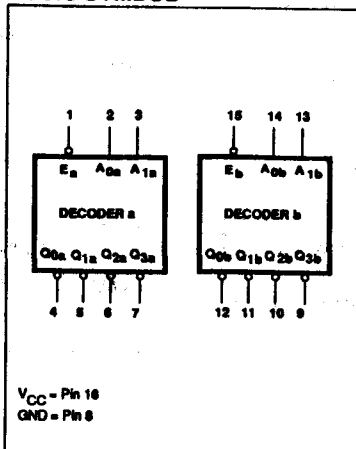 1 2 3 15 14 13
Ea A0a A1a Eb A0b A1b
DECODER a DECODER b
Q0a Q1a Q2a Q3a Q0b Q1b Q2b Q3b
4 5 6 7 12 11 10 9
VCC = Pin 16
GND = Pin 8